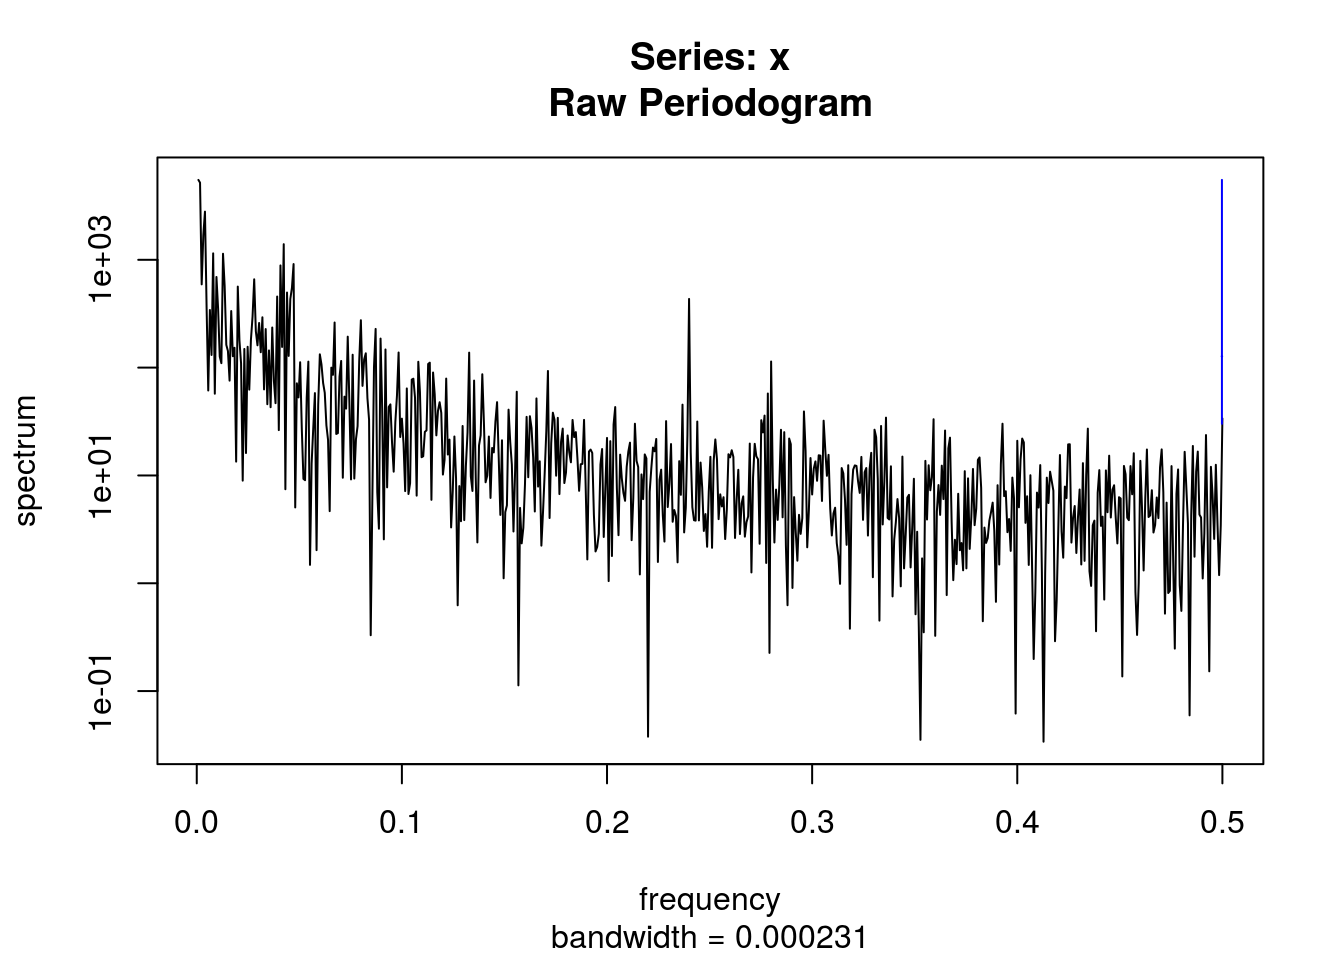 Series: x
Raw Periodogram
spectrum
1e+03
1e+01
1e-01
0.0 0.1 0.2 0.3 0.4 0.5
frequency
bandwidth = 0.000231